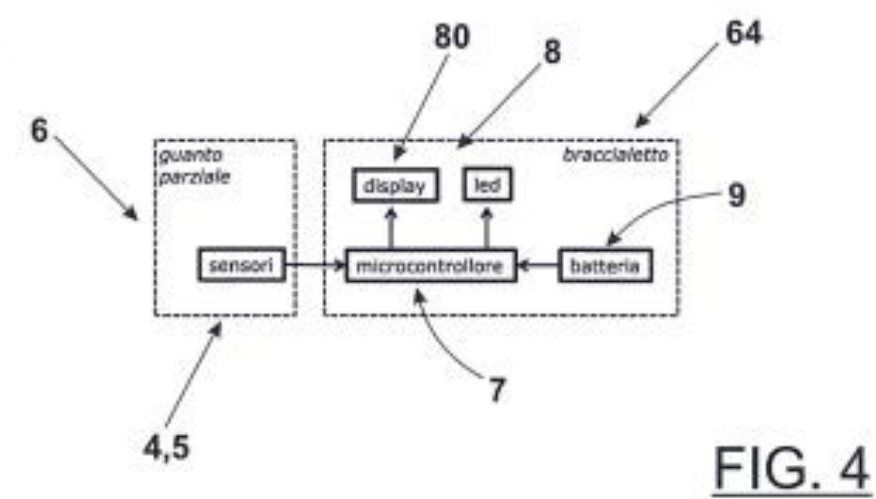 80
8
64
6
guanto
parziale
braccialetto
display
led
9
sensori
microcontrollore
batteria
7
4,5
FIG. 4